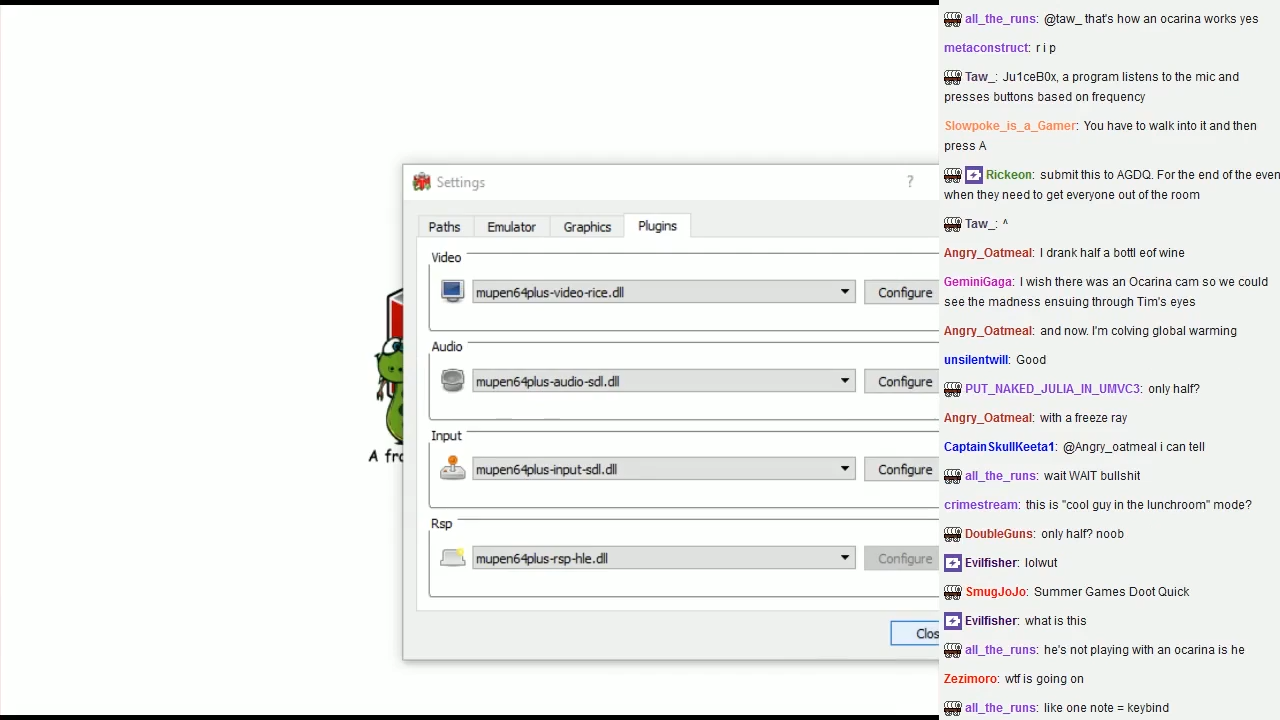 Settings
?
Paths
Emulator
Graphics
Plugins
Video
mupen64plus-video-rice.dll
Configure
Audio
mupen64plus-audio-sdl.dll
Configure
Input
mupen64plus-input-sdl.dll
Configure
Rsp
mupen64plus-rsp-hle.dll
Configure
Clos
A fro
all_the_runs: @taw_ that's how an ocarina works yes
metaconstruct: r i p
Taw_: Ju1ceB0x, a program listens to the mic and
presses buttons based on frequency
Slowpoke_is_a_Gamer: You have to walk into it and then
press A
Rickeon: submit this to AGDQ. For the end of the even
when they need to get everyone out of the room
Taw_: ^
Angry_Oatmeal: I drank half a bottl eof wine
GeminiGaga: I wish there was an Ocarina cam so we could
see the madness ensuing through Tim's eyes
Angry_Oatmeal: and now. I'm colving global warming
unsilentwill: Good
PUT_NAKED_JULIA_IN_UMVC3: only half?
Angry_Oatmeal: with a freeze ray
CaptainSkullKeeta1: @Angry_oatmeal i can tell
all_the_runs: wait WAIT bullshit
crimestream: this is "cool guy in the lunchroom" mode?
DoubleGuns: only half? noob
Evilfisher: lolwut
SmugJoJo: Summer Games Doot Quick
Evilfisher: what is this
all_the_runs: he's not playing with an ocarina is he
Zezimoro: wtf is going on
all_the_runs: like one note = keybind